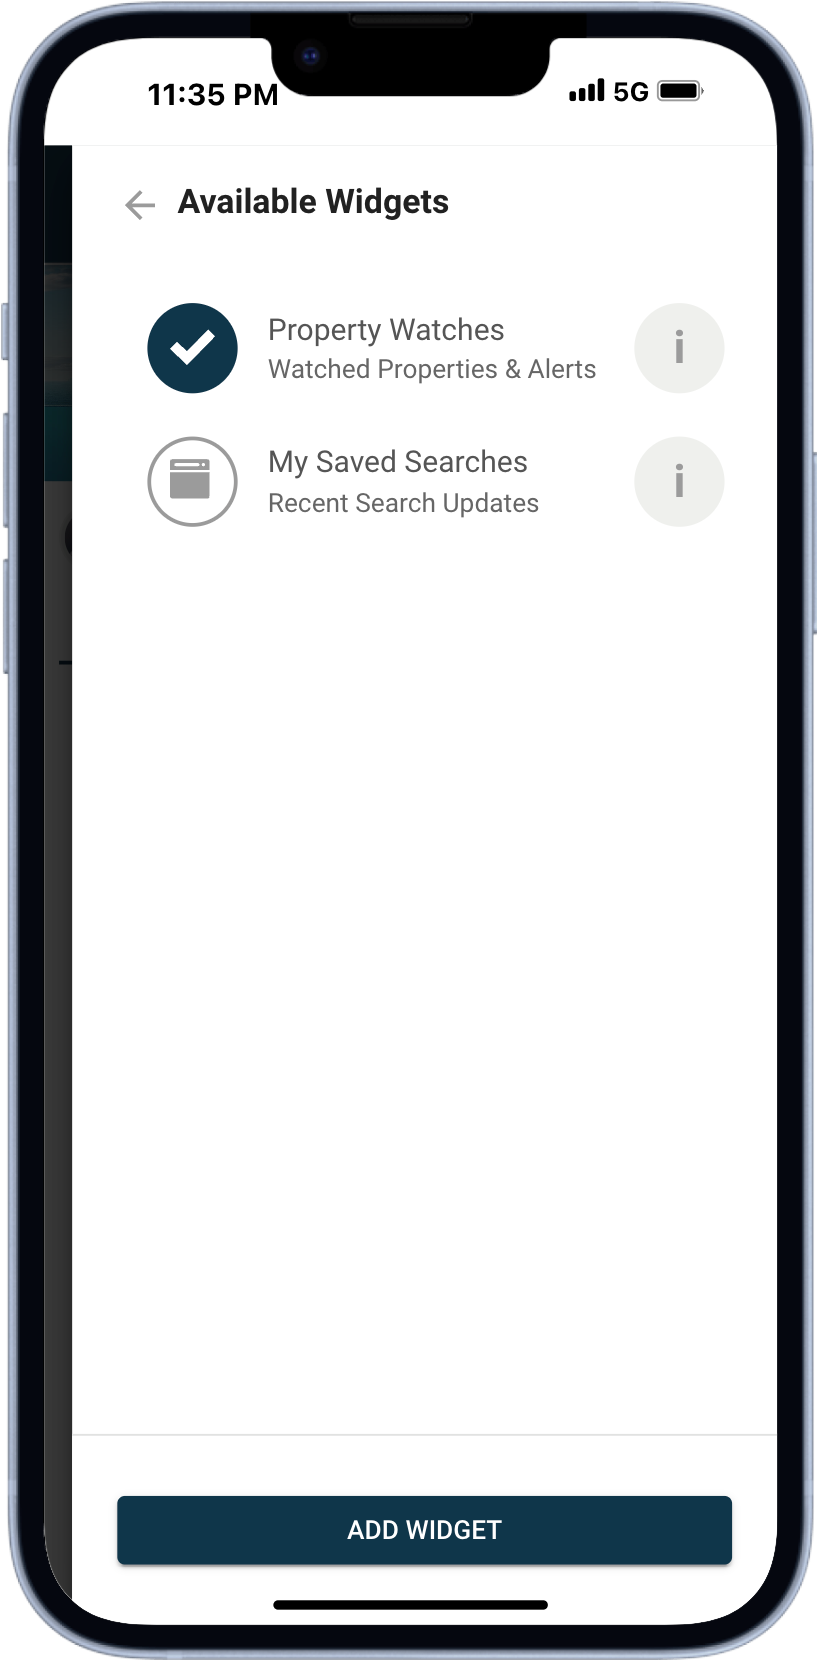 11:35 PM
5G
Available Widgets
Property Watches
Watched Properties & Alerts
i
My Saved Searches
Recent Search Updates
i
ADD WIDGET